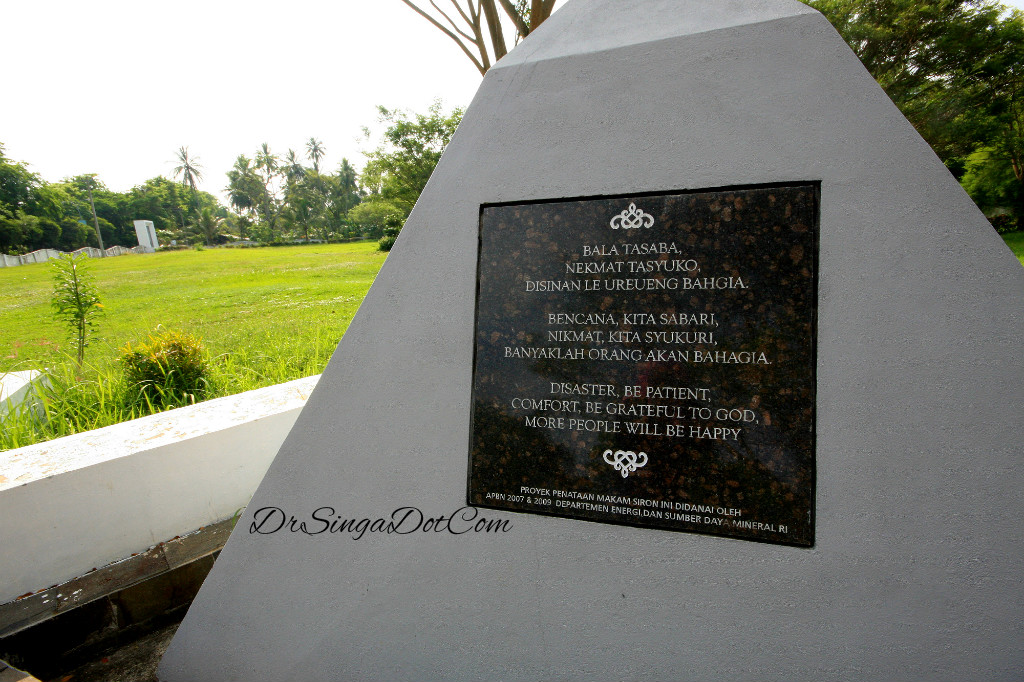 BALA TASABA,
NEKMAT TASYUKO,
DISINAN LE UREUENG BAHGIA.
BENCANA, KITA SABARI,
NIKMAT, KITA SYUKURI,
BANYAKLAH ORANG AKAN BAHAGIA.
DISASTER, BE PATIENT,
COMFORT, BE GRATEFUL TO GOD,
MORE PEOPLE WILL BE HAPPY
PROYEK PENATAAN MAKAM SIRON INI DIDANAI OLEH
APBN 2007 & 2009 DEPARTEMEN ENERGI,DAN SUMBER DAYA MINERAL RI
DrSingaDotCom